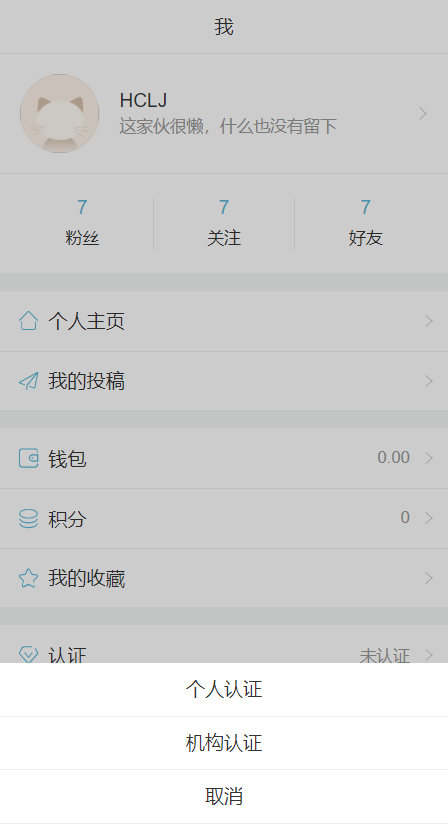 我
HCLJ
这家伙很懒，什么也没有留下
7
7
7
粉丝
关注
好友
个人主页
我的投稿
钱包
0.00
积分
0
我的收藏
认证
未认证
个人认证
机构认证
取消